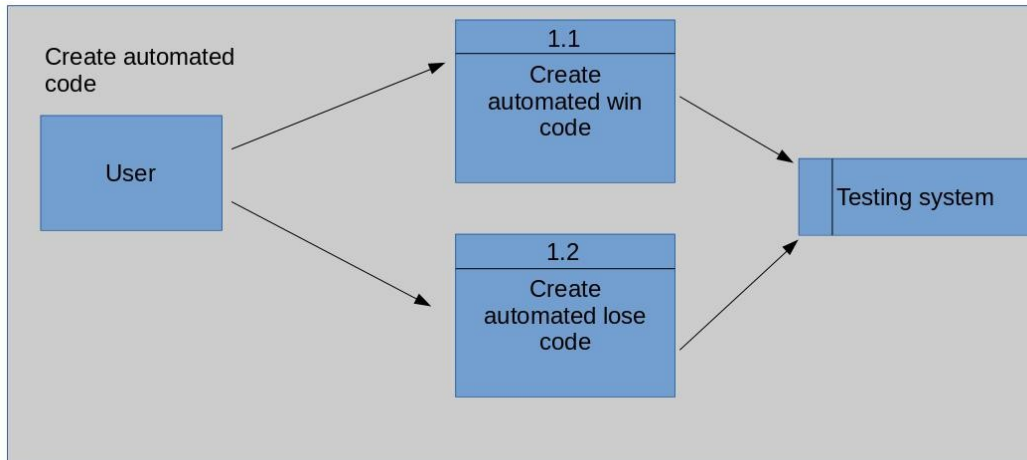 Create automated
code
User
1.1
Create
automated win
code
1.2
Create
automated lose
code
Testing system